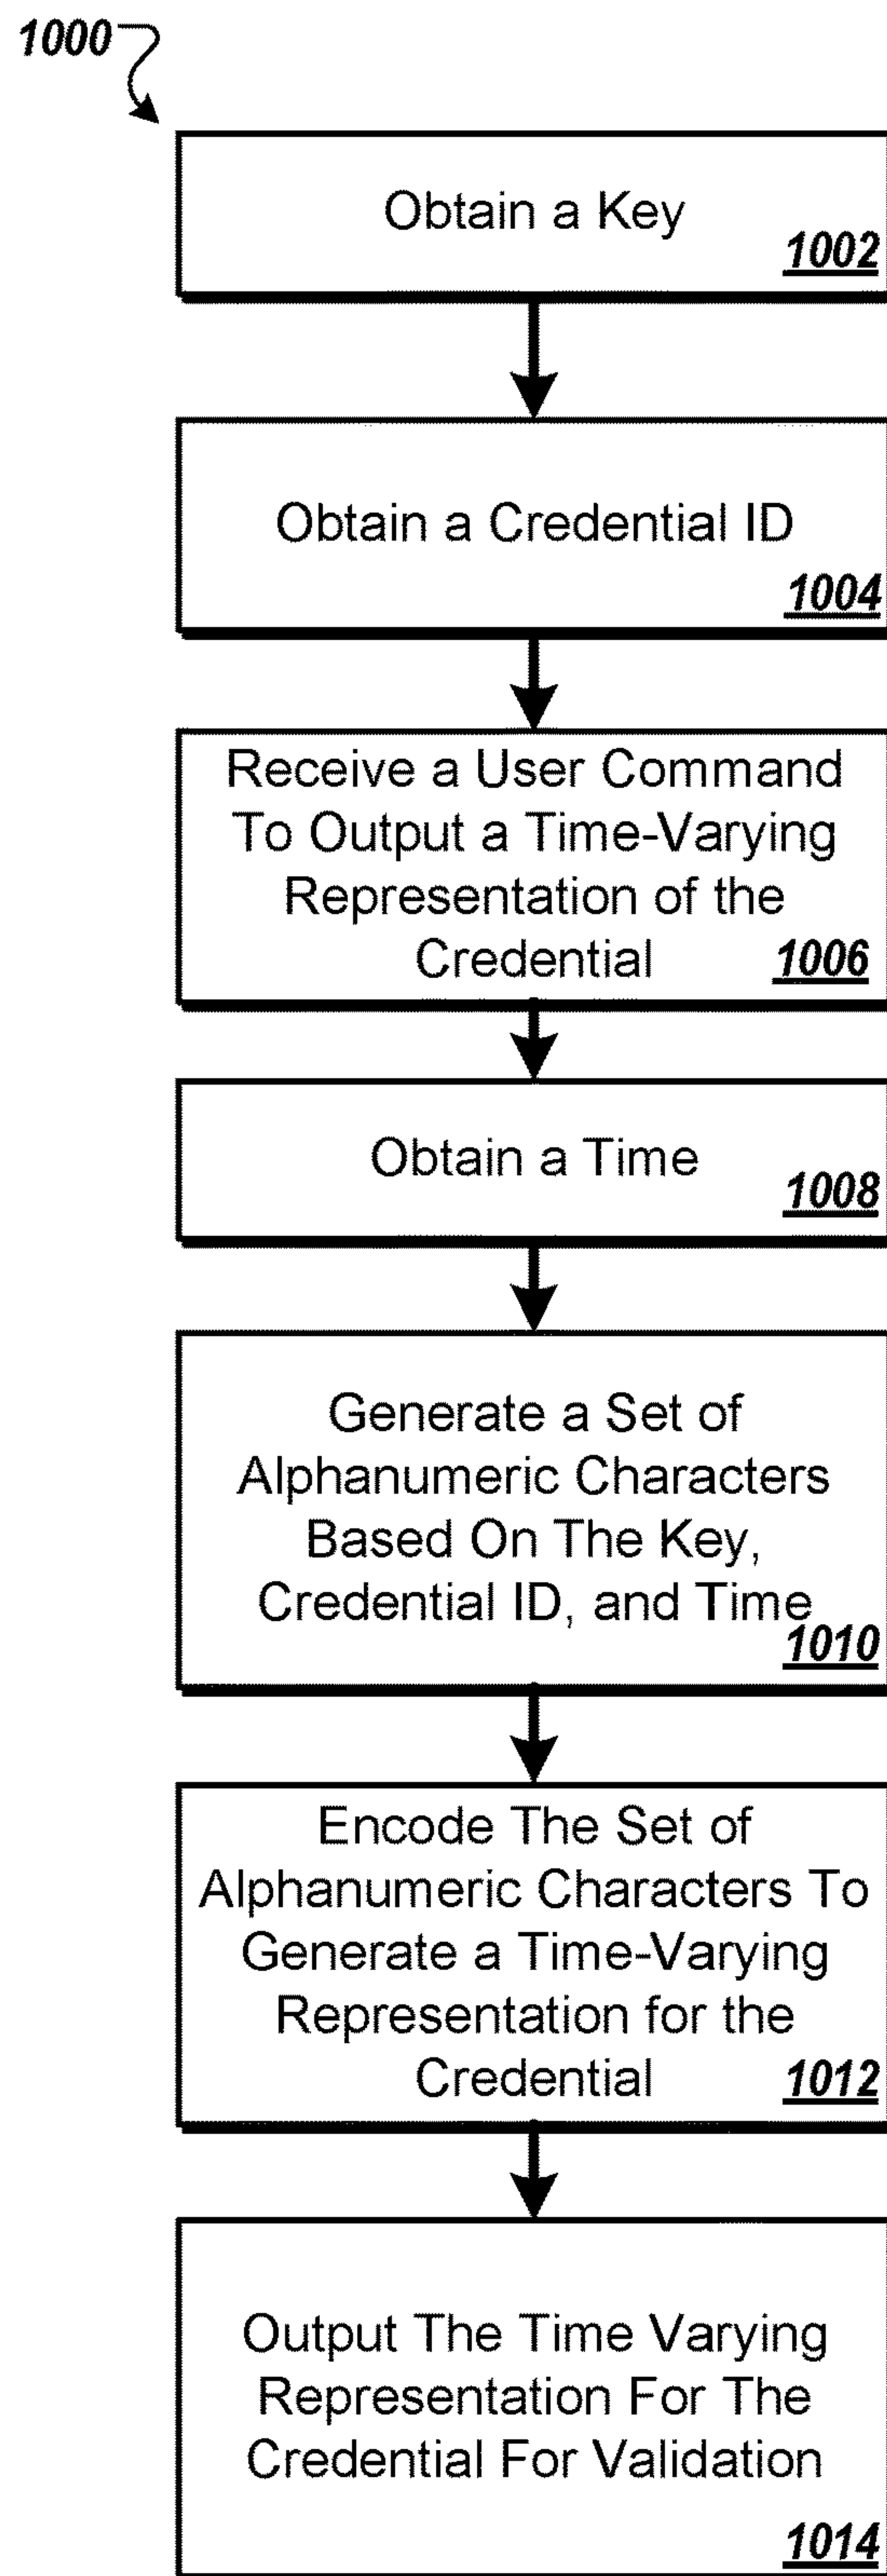 1000
Obtain a Key
1002
Obtain a Credential ID
1004
Receive a User Command
To Output a Time-Varying
Representation of the
Credential 1006
Obtain a Time
1008
Generate a Set of
Alphanumeric Characters
Based On The Key,
Credential ID, and Time
1010
Encode The Set of
Alphanumeric Characters To
Generate a Time-Varying
Representation for the
Credential 1012
Output The Time Varying
Representation For The
Credential For Validation
1014